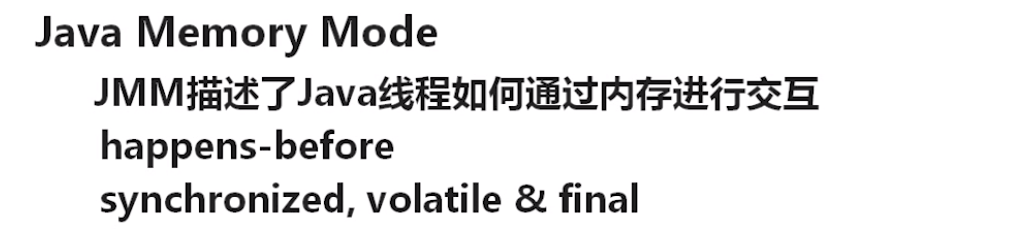 Java Memory Mode
JMM描述了Java线程如何通过内存进行交互
happens-before
synchronized, volatile & final